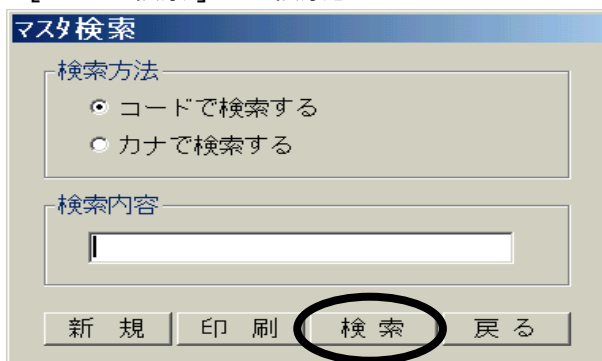 マスタ検索
検索方法
コードで検索する
カナで検索する
検索内容
新 規 印 刷 検 索 戻 る